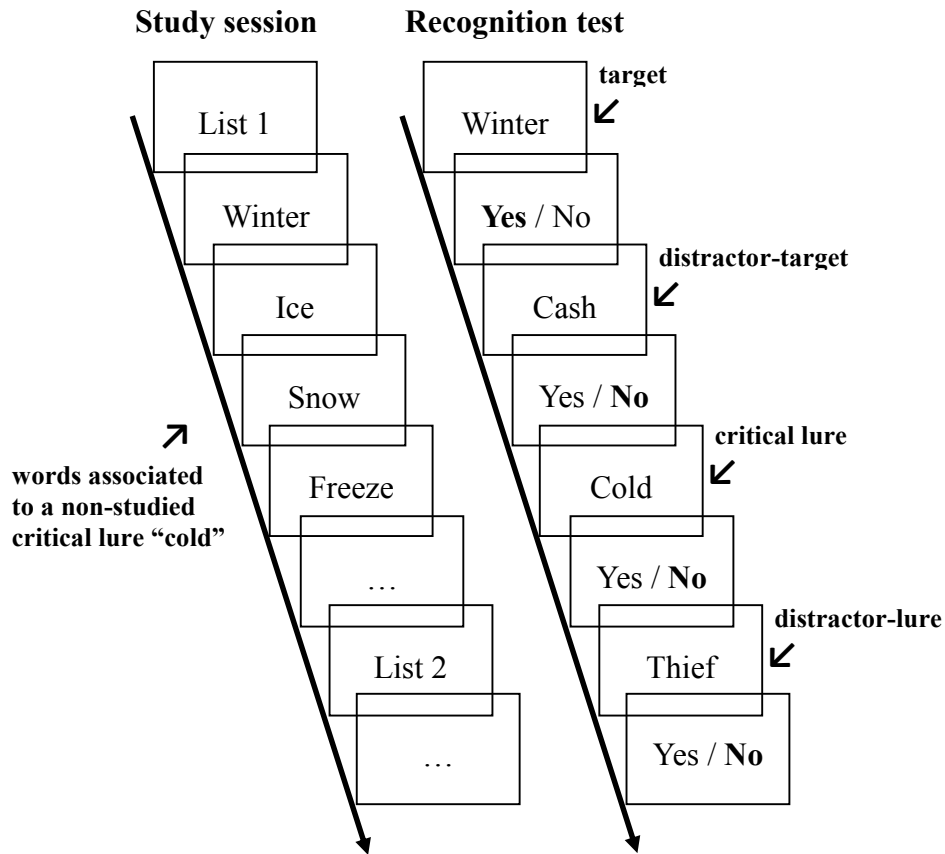 Study session
List 1
Winter
Ice
Snow
Freeze
…
List 2
…
words associated
to a non-studied
critical lure “cold”
Recognition test
Winter
target
Yes / No
Cash
distractor-target
Yes / No
Cold
critical lure
Yes / No
Thief
distractor-lure
Yes / No